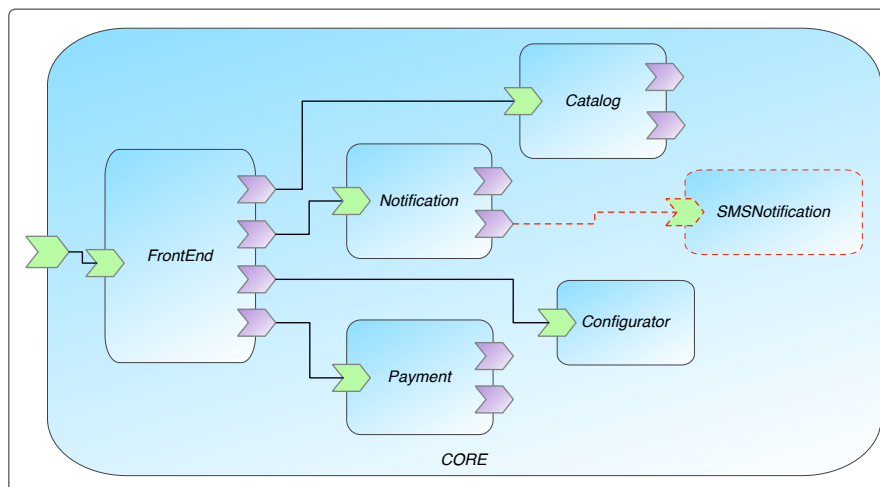 Catalog
Notification
SMSNotification
FrontEnd
Configurator
Payment
CORE